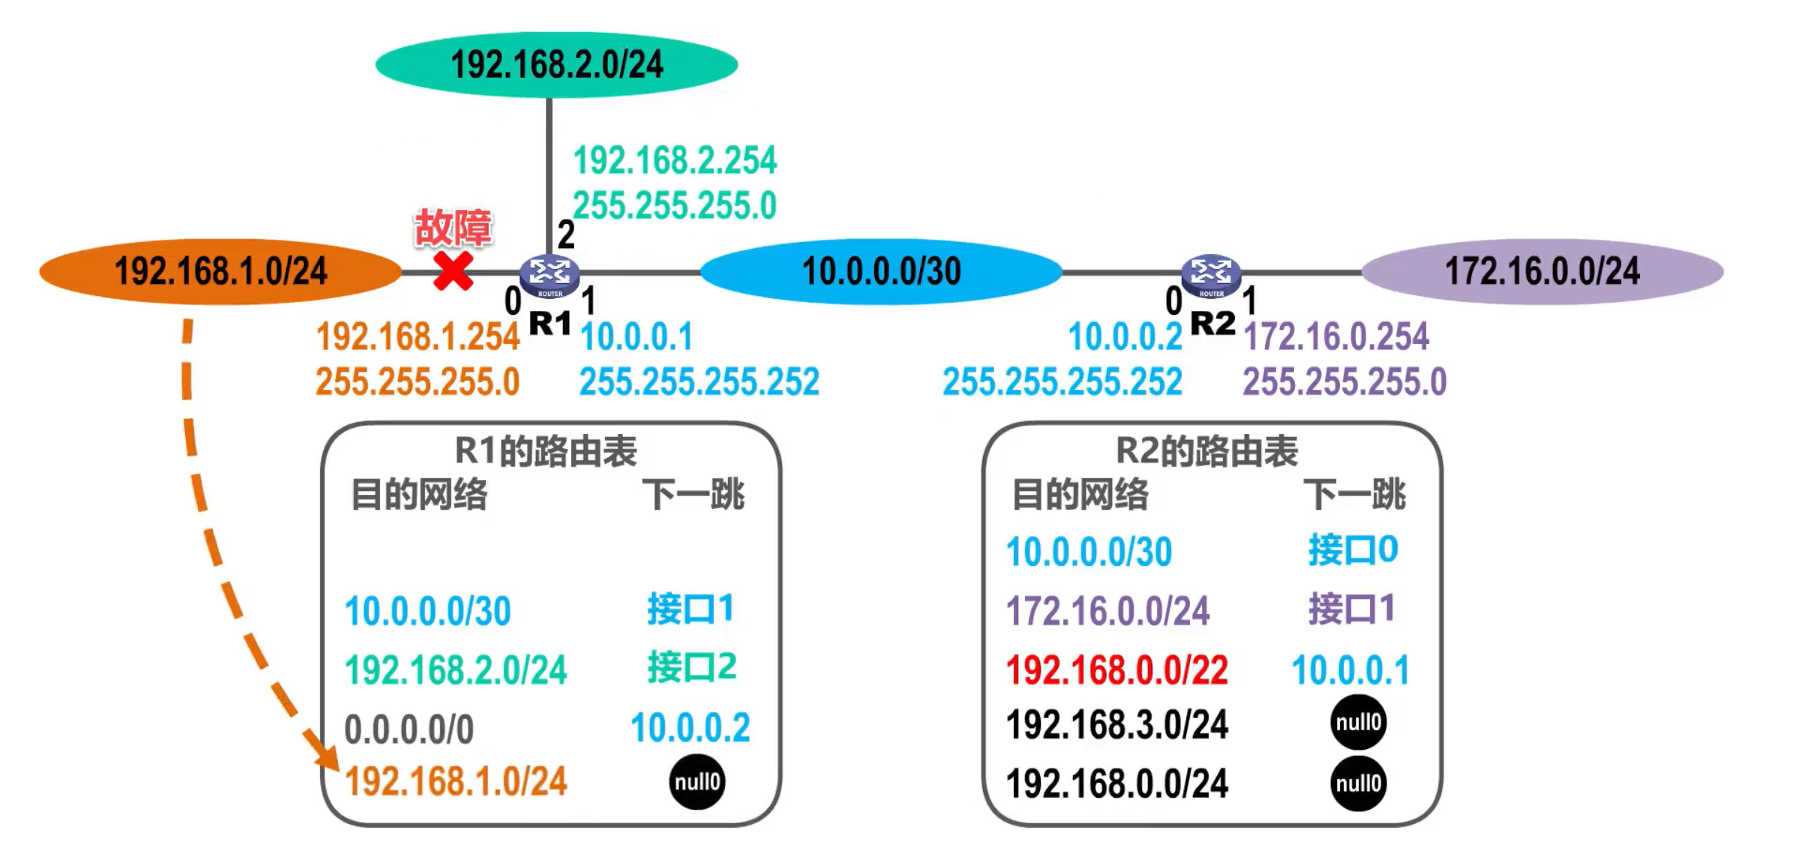 192.168.2.0/24
192.168.2.254
255.255.255.0
故障
2
192.168.1.0/24
10.0.0.0/30
172.16.0.0/24
ROUTER
ROUTER
0
1
0
1
R1
R2
192.168.1.254
255.255.255.0
10.0.0.1
255.255.255.252
10.0.0.2
255.255.255.252
172.16.0.254
255.255.255.0
R1的路由表
目的网络 下一跳
10.0.0.0/30 接口1
192.168.2.0/24 接口2
0.0.0.0/0 10.0.0.2
192.168.1.0/24 null0
R2的路由表
目的网络 下一跳
10.0.0.0/30 接口0
172.16.0.0/24 接口1
192.168.0.0/22 10.0.0.1
192.168.3.0/24 null0
192.168.0.0/24 null0